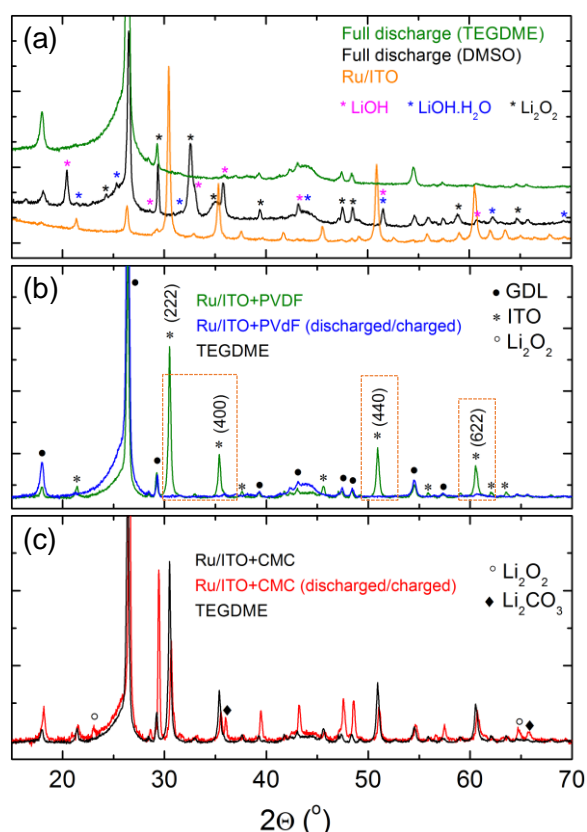 (a)
Full discharge (TEGDME)
Full discharge (DMSO)
Ru/ITO
* LiOH * LiOH.H₂O * Li₂O₂
* * * * * * * * * * * * * * * * * * * * * *
(b)
Ru/ITO+PVDF
Ru/ITO+PVdF (discharged/charged)
TEGDME
● GDL
* ITO
○ Li₂O₂
* (222)
* (400)
* (440)
* (622)
(c)
Ru/ITO+CMC
Ru/ITO+CMC (discharged/charged)
TEGDME
○ Li₂O₂
◆ Li₂CO₃
20 30 40 50 60 70
2Θ (°)